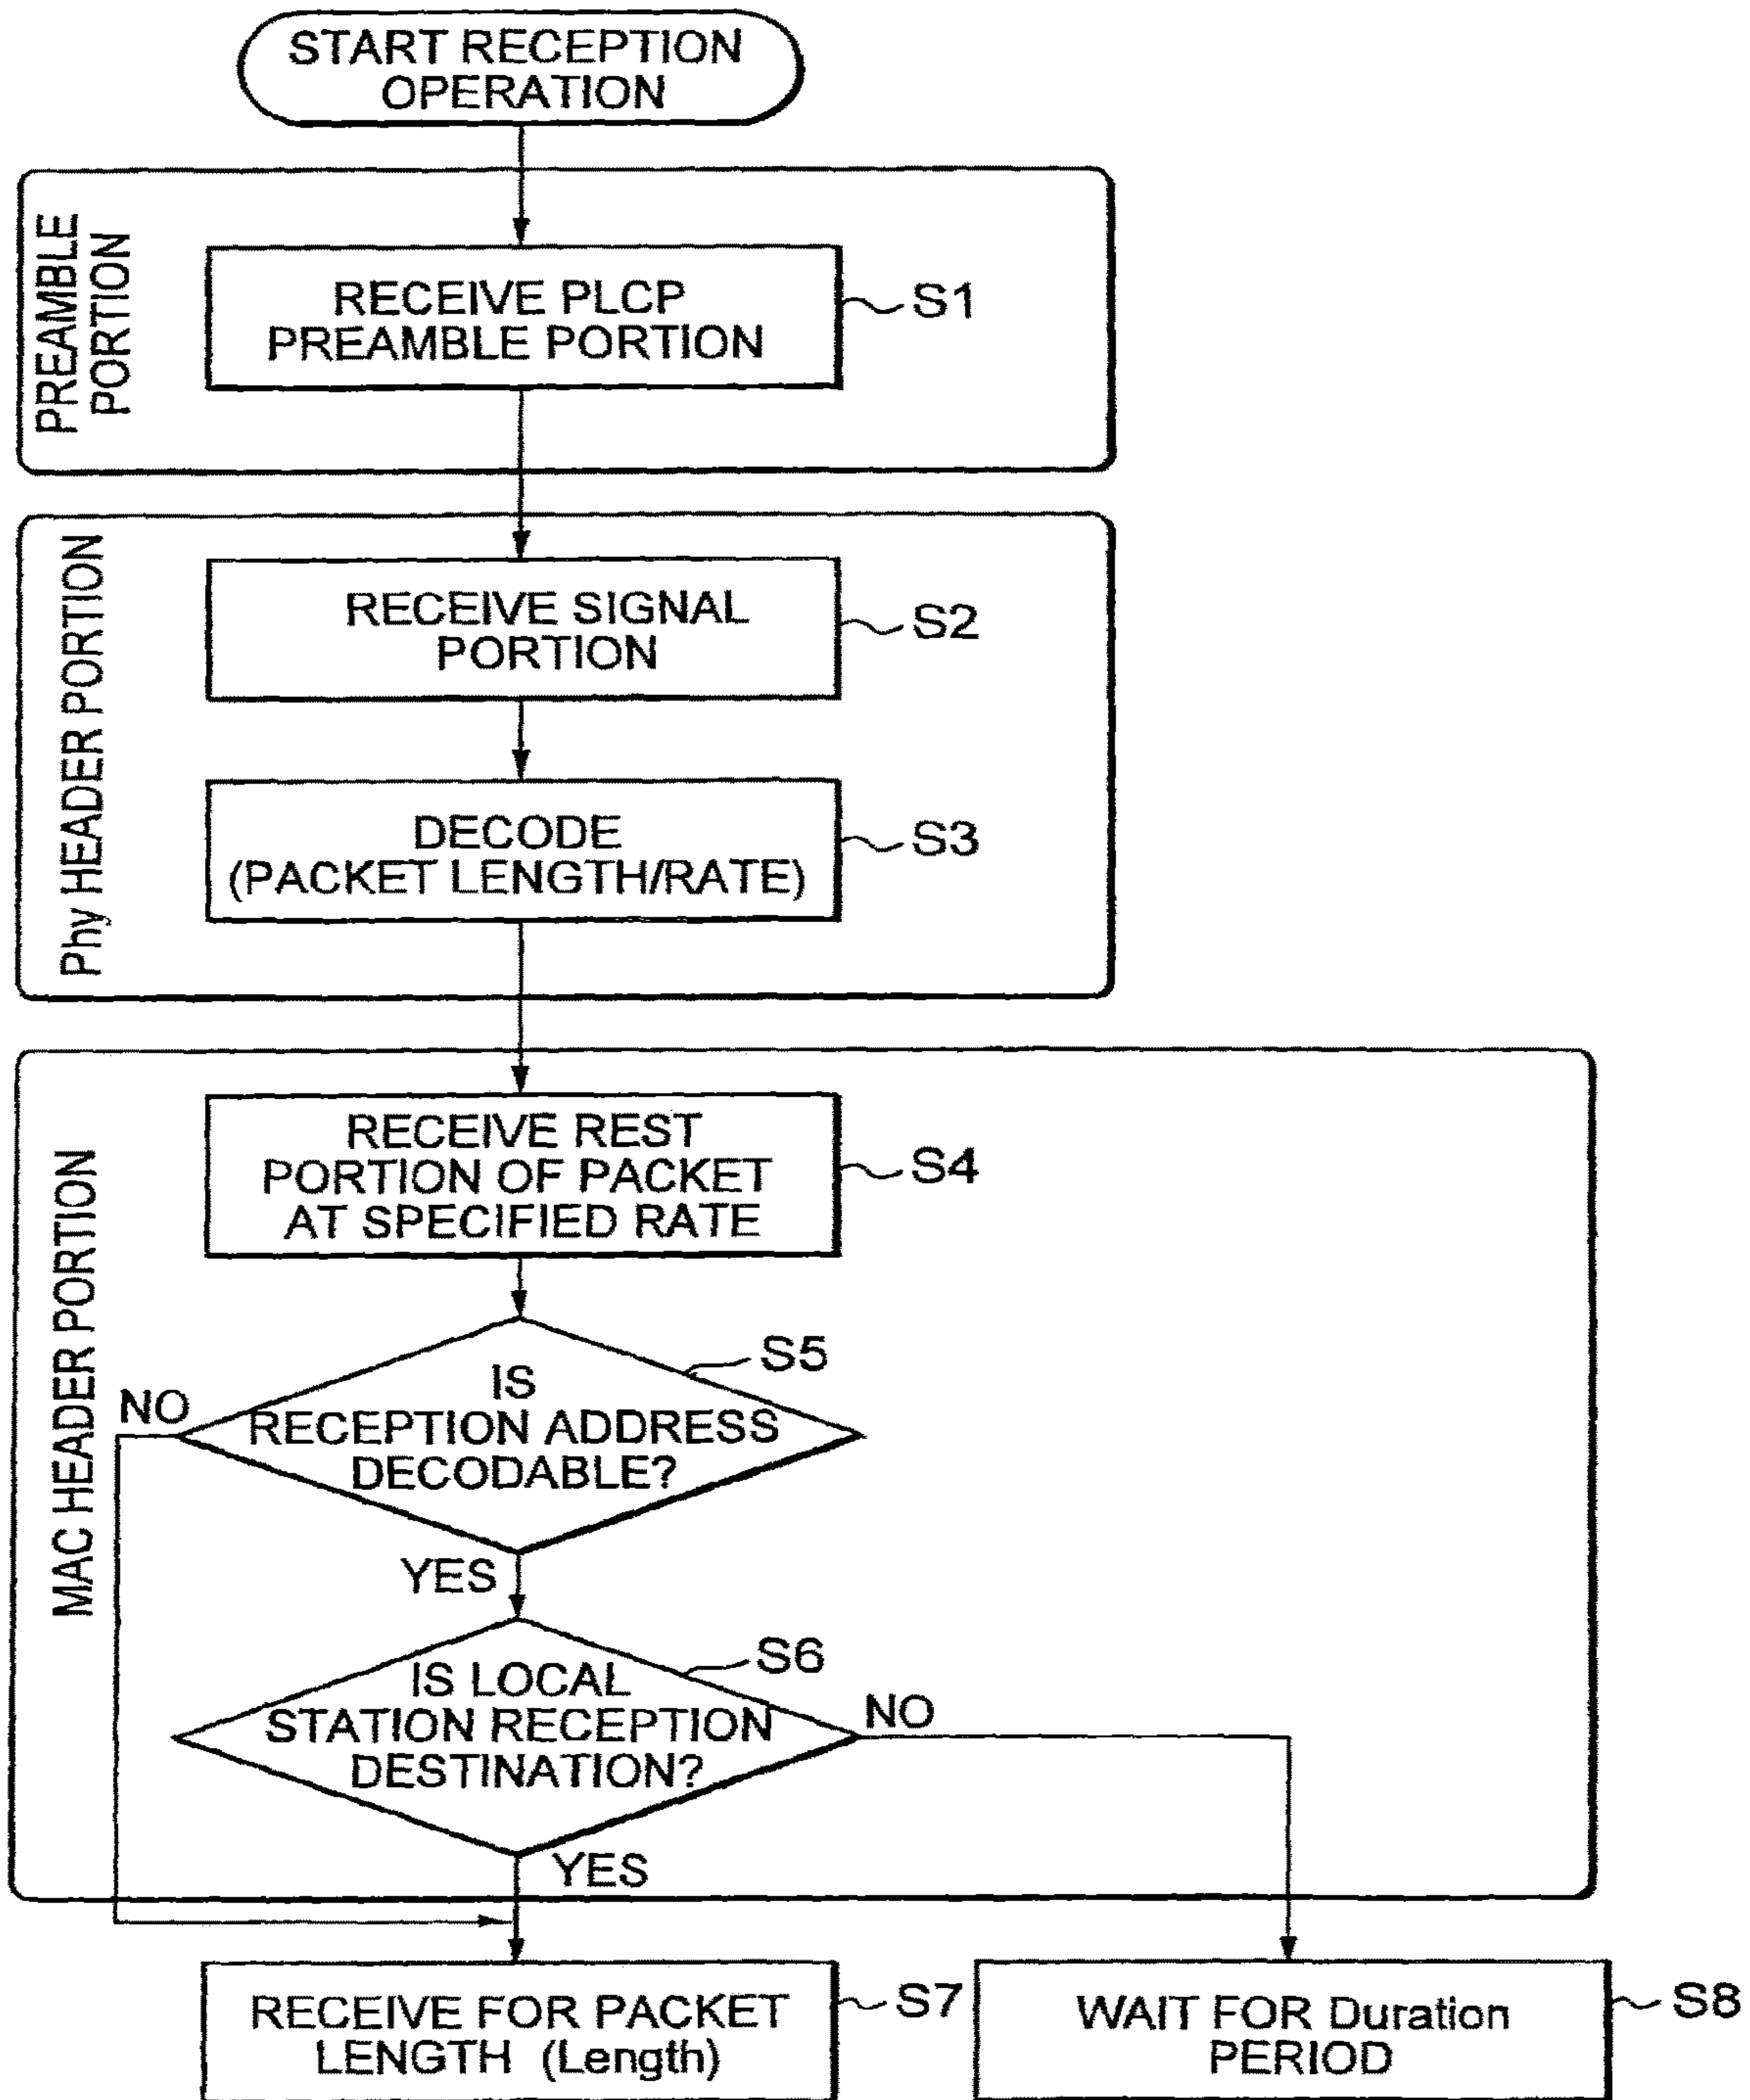 START RECEPTION
OPERATION
PREAMBLE
PORTION
RECEIVE PLCP
PREAMBLE PORTION
S1
Phy HEADER PORTION
RECEIVE SIGNAL
PORTION
S2
DECODE
(PACKET LENGTH/RATE)
S3
MAC HEADER PORTION
RECEIVE REST
PORTION OF PACKET
AT SPECIFIED RATE
S4
S5
IS
RECEPTION ADDRESS
DECODABLE?
NO
YES
S6
IS LOCAL
STATION RECEPTION
DESTINATION?
NO
YES
RECEIVE FOR PACKET
LENGTH (Length)
S7
WAIT FOR Duration
PERIOD
S8